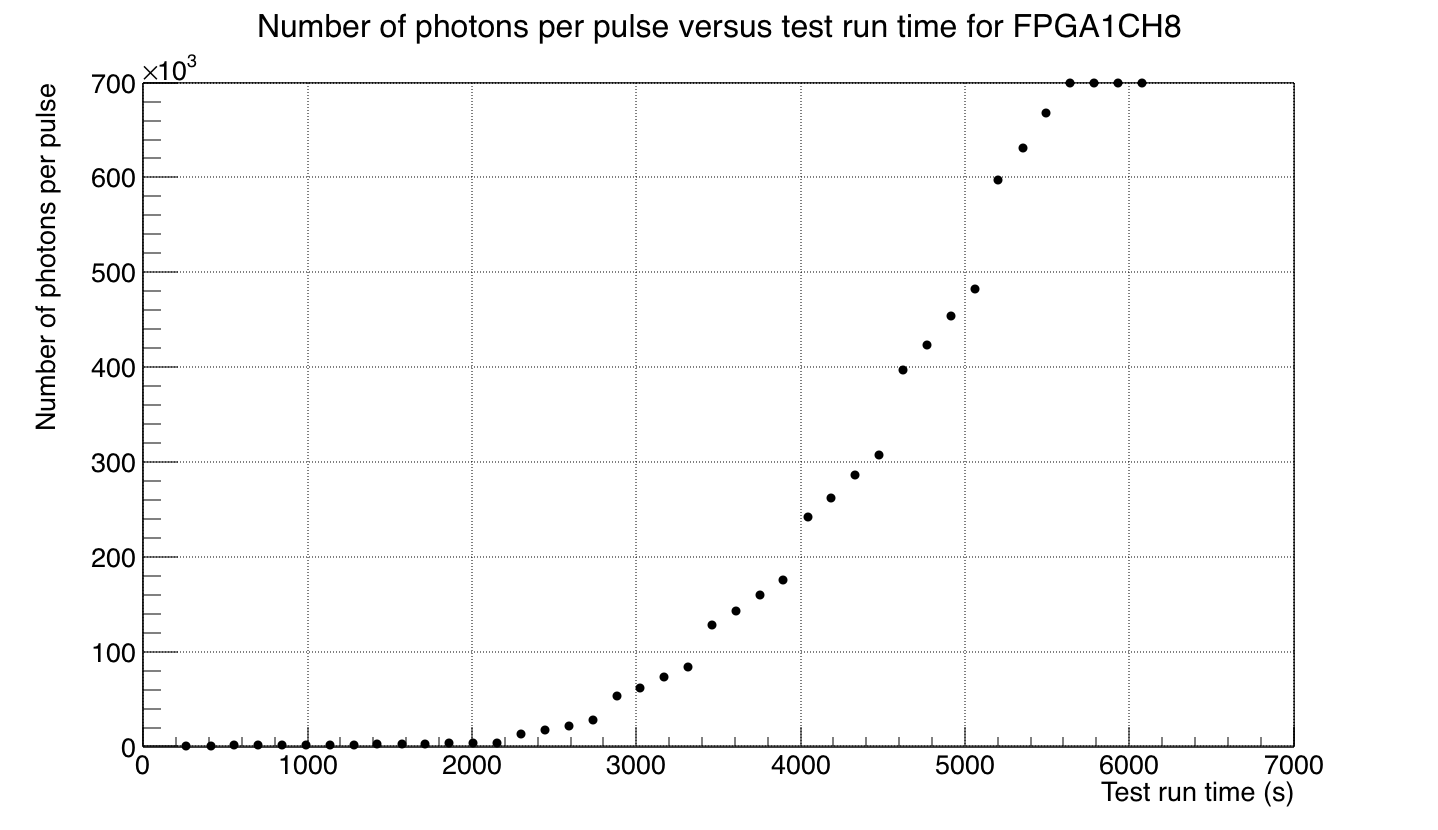 Number of photons per pulse versus test run time for FPGA1CH8
×10³
Number of photons per pulse
700
600
500
400
300
200
100
0
0 1000 2000 3000 4000 5000 6000 7000
Test run time (s)